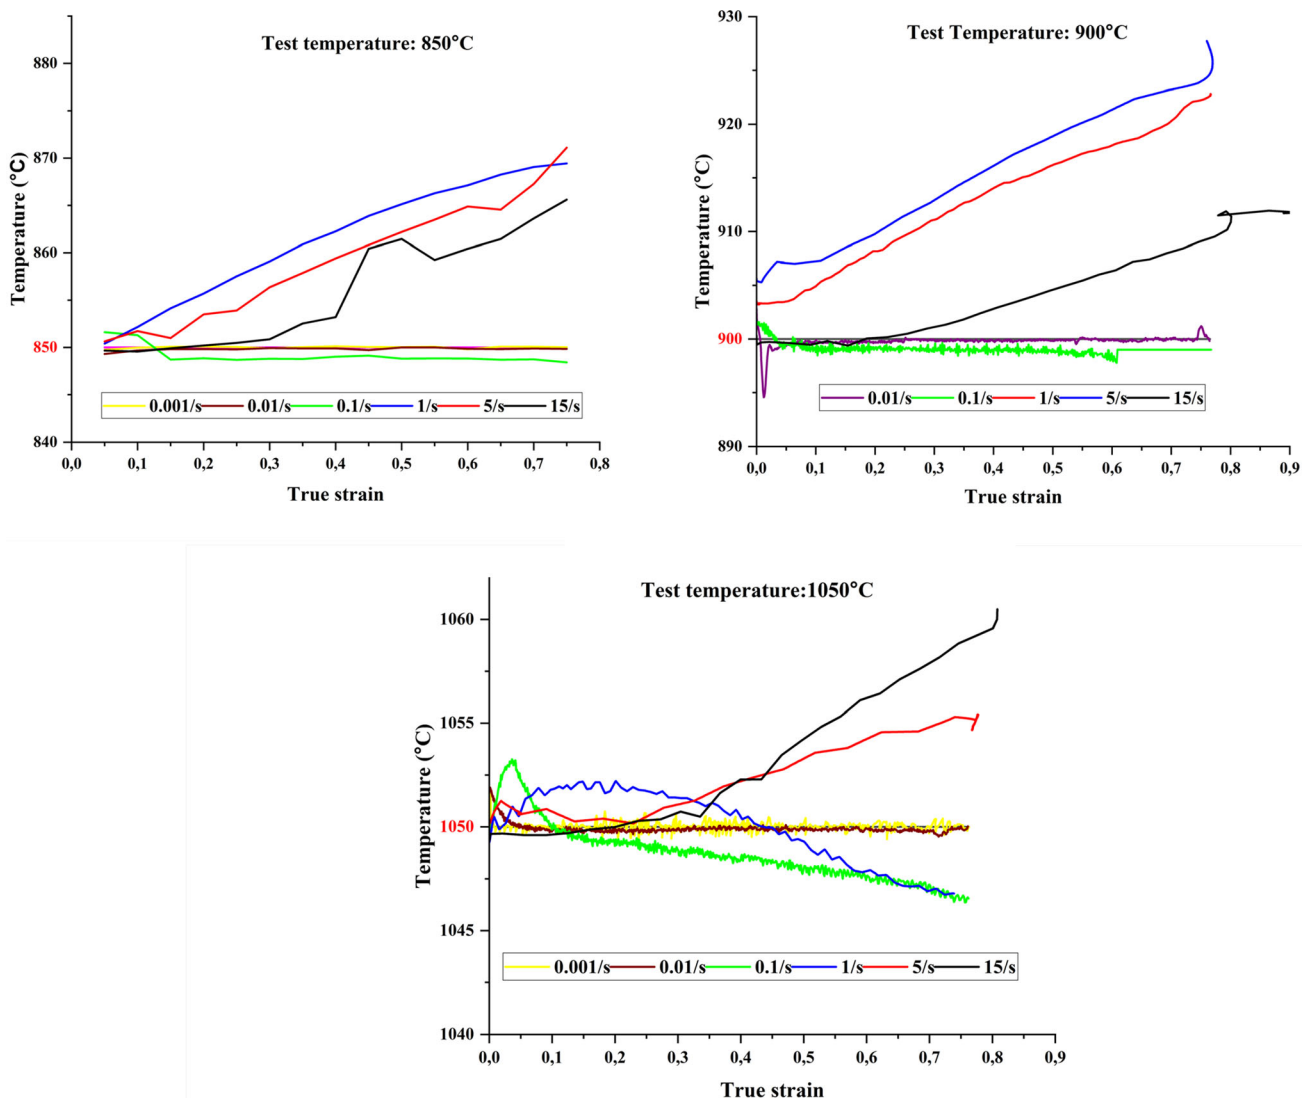 Test temperature: 850°C
880
870
860
850
840
Temperature (°C)
0,0 0,1 0,2 0,3 0,4 0,5 0,6 0,7 0,8
True strain
0.001/s 0.01/s 0.1/s 1/s 5/s 15/s
Test Temperature: 900°C
930
920
910
900
890
Temperature (°C)
0,0 0,1 0,2 0,3 0,4 0,5 0,6 0,7 0,8 0,9
True strain
0.01/s 0.1/s 1/s 5/s 15/s
Test temperature:1050°C
1060
1055
1050
1045
1040
Temperature (°C)
0,0 0,1 0,2 0,3 0,4 0,5 0,6 0,7 0,8 0,9
True strain
0.001/s 0.01/s 0.1/s 1/s 5/s 15/s